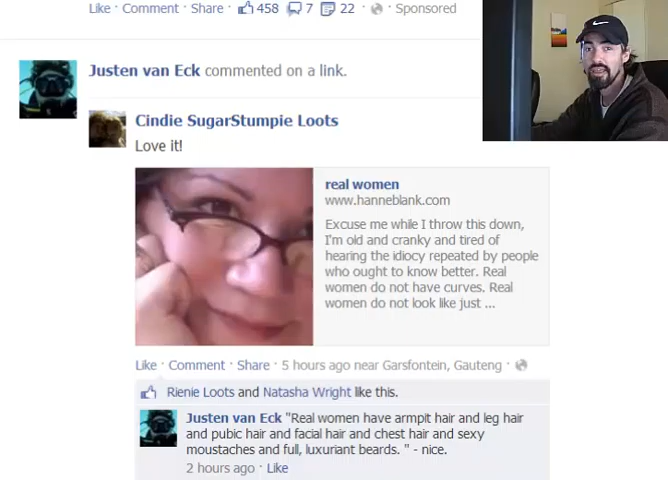 Like · Comment · Share · 458 7 22 · Sponsored
Justen van Eck commented on a link.
Cindie SugarStumpie Loots
Love it!
real women
www.hanneblank.com
Excuse me while I throw this down,
I'm old and cranky and tired of
hearing the idiocy repeated by people
who ought to know better. Real
women do not have curves. Real
women do not look like just ...
Like · Comment · Share · 5 hours ago near Garsfontein, Gauteng ·
Rienie Loots and Natasha Wright like this.
Justen van Eck "Real women have armpit hair and leg hair
and pubic hair and facial hair and chest hair and sexy
moustaches and full, luxuriant beards. " - nice.
2 hours ago · Like